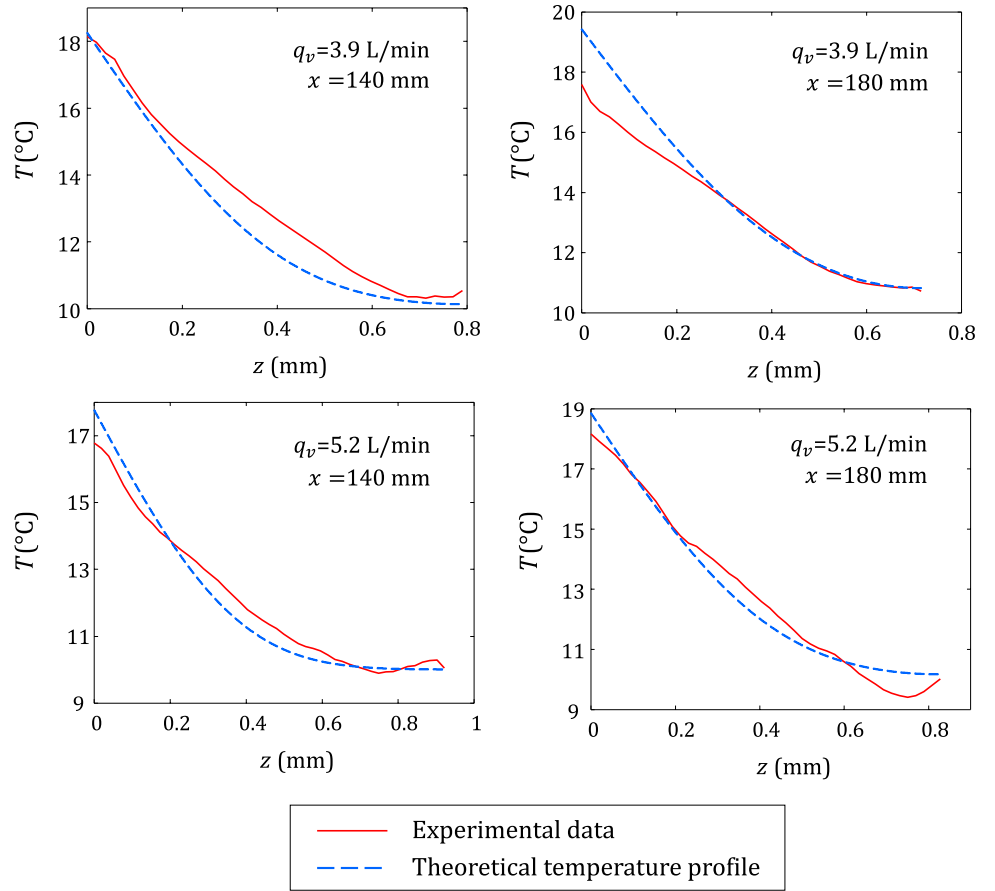 18
16
14
12
10
T (°C)
q_v=3.9 L/min
x =140 mm
0
0.2
0.4
0.6
0.8
z (mm)
20
18
16
14
12
10
T (°C)
q_v=3.9 L/min
x =180 mm
0
0.2
0.4
0.6
0.8
z (mm)
17
15
13
11
9
T (°C)
q_v=5.2 L/min
x =140 mm
0
0.2
0.4
0.6
0.8
1
z (mm)
19
17
15
13
11
9
T (°C)
q_v=5.2 L/min
x =180 mm
0
0.2
0.4
0.6
0.8
z (mm)
Experimental data
Theoretical temperature profile